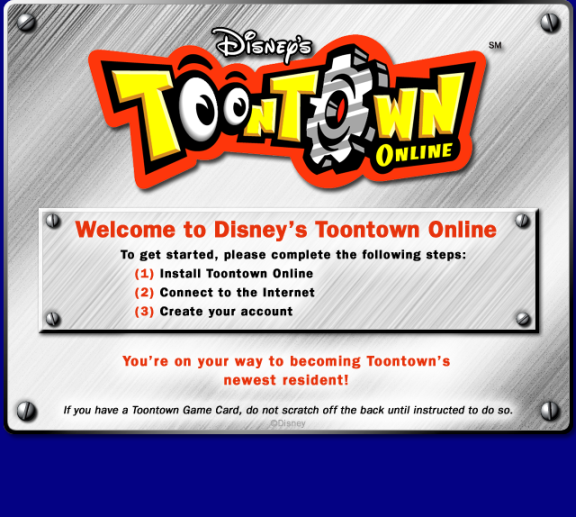 Disney's
SM
TOONTOWN
ONLINE
Welcome to Disney's Toontown Online
To get started, please complete the following steps:
(1) Install Toontown Online
(2) Connect to the Internet
(3) Create your account
You're on your way to becoming Toontown's
newest resident!
If you have a Toontown Game Card, do not scratch off the back until instructed to do so.
©Disney